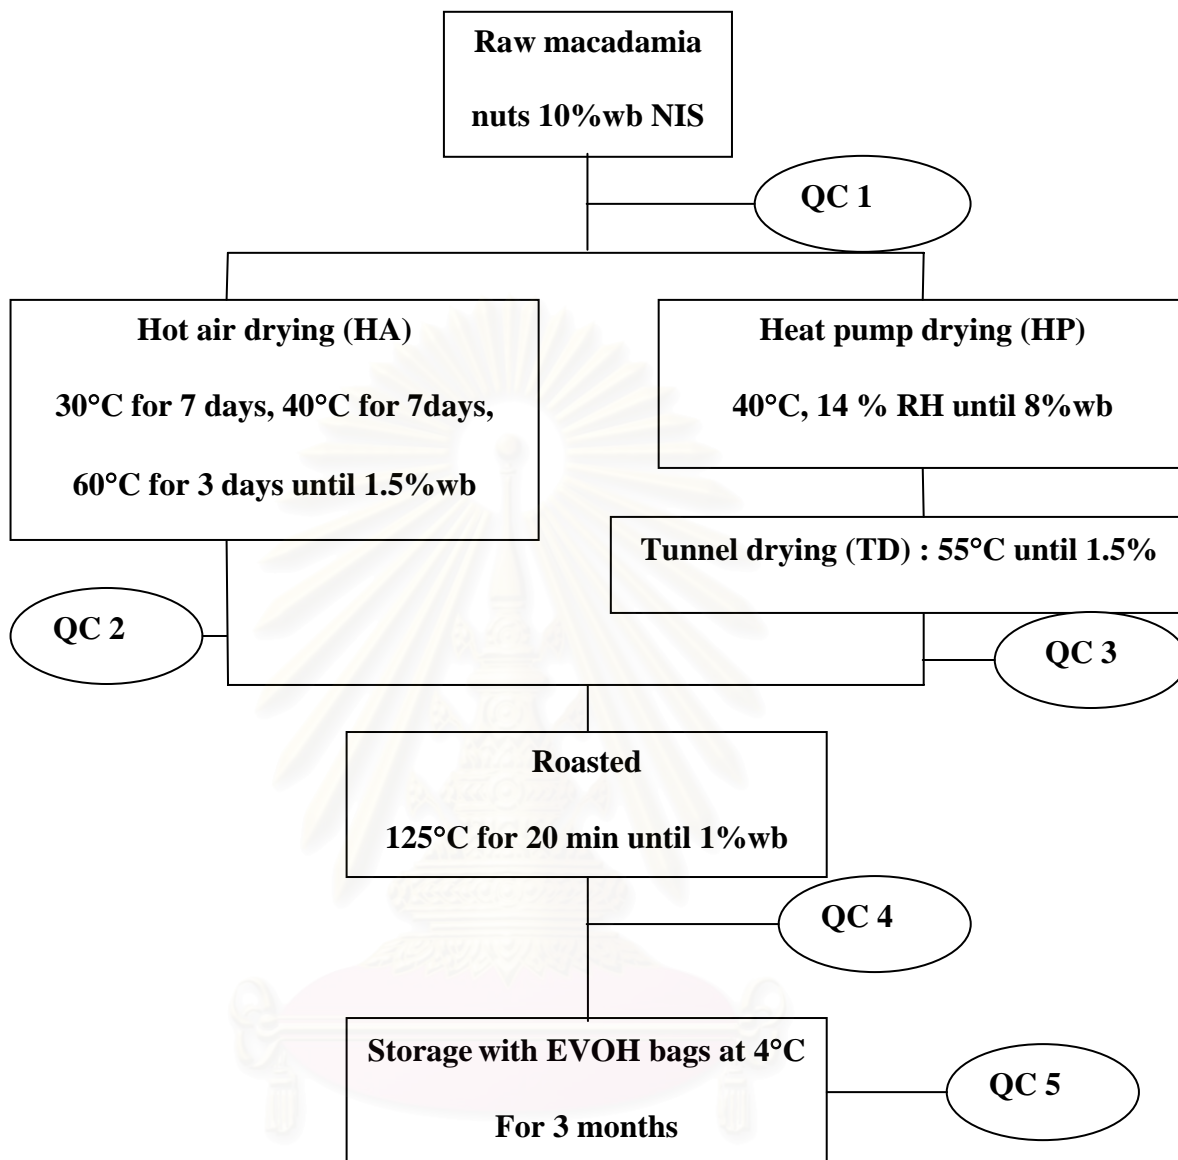 Raw macadamia
nuts 10%wb NIS
QC 1
Hot air drying (HA)
30°C for 7 days, 40°C for 7days,
60°C for 3 days until 1.5%wb
Heat pump drying (HP)
40°C, 14 % RH until 8%wb
Tunnel drying (TD) : 55°C until 1.5%
QC 2
QC 3
Roasted
125°C for 20 min until 1%wb
QC 4
Storage with EVOH bags at 4°C
For 3 months
QC 5